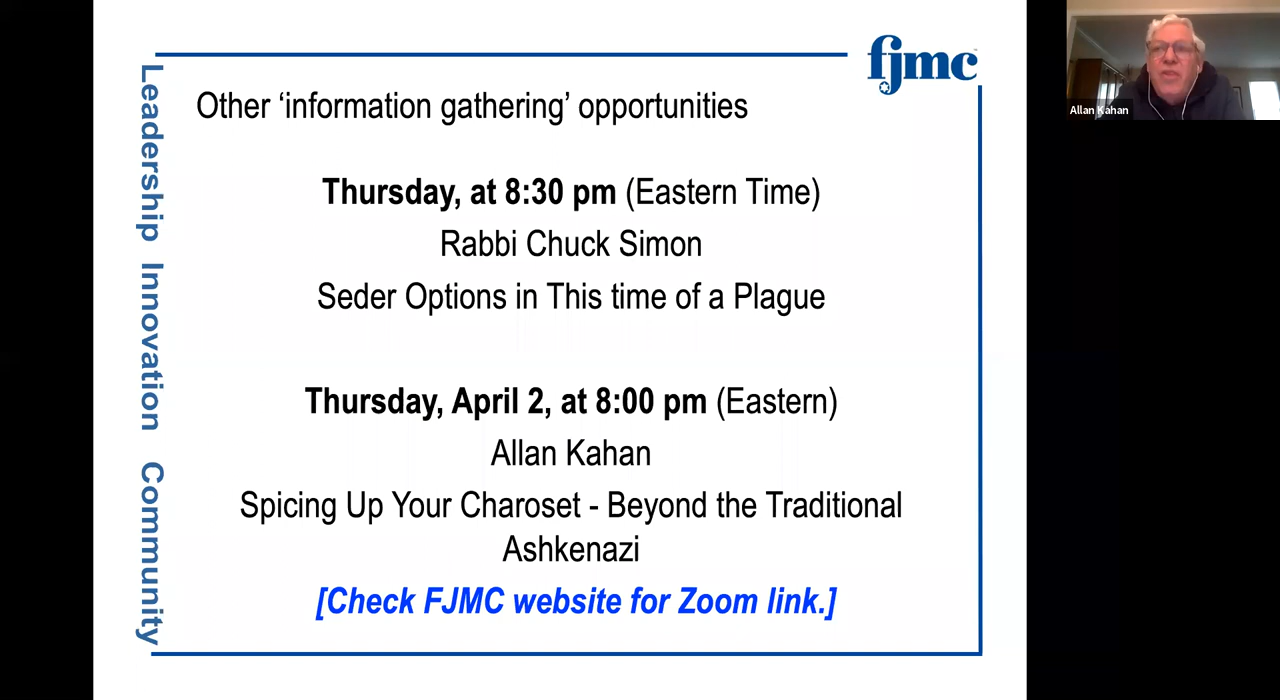 fjmc
Leadership Innovation Community
Other ‘information gathering’ opportunities
Thursday, at 8:30 pm (Eastern Time)
Rabbi Chuck Simon
Seder Options in This time of a Plague
Thursday, April 2, at 8:00 pm (Eastern)
Allan Kahan
Spicing Up Your Charoset - Beyond the Traditional
Ashkenazi
[Check FJMC website for Zoom link.]
Allan Kahan